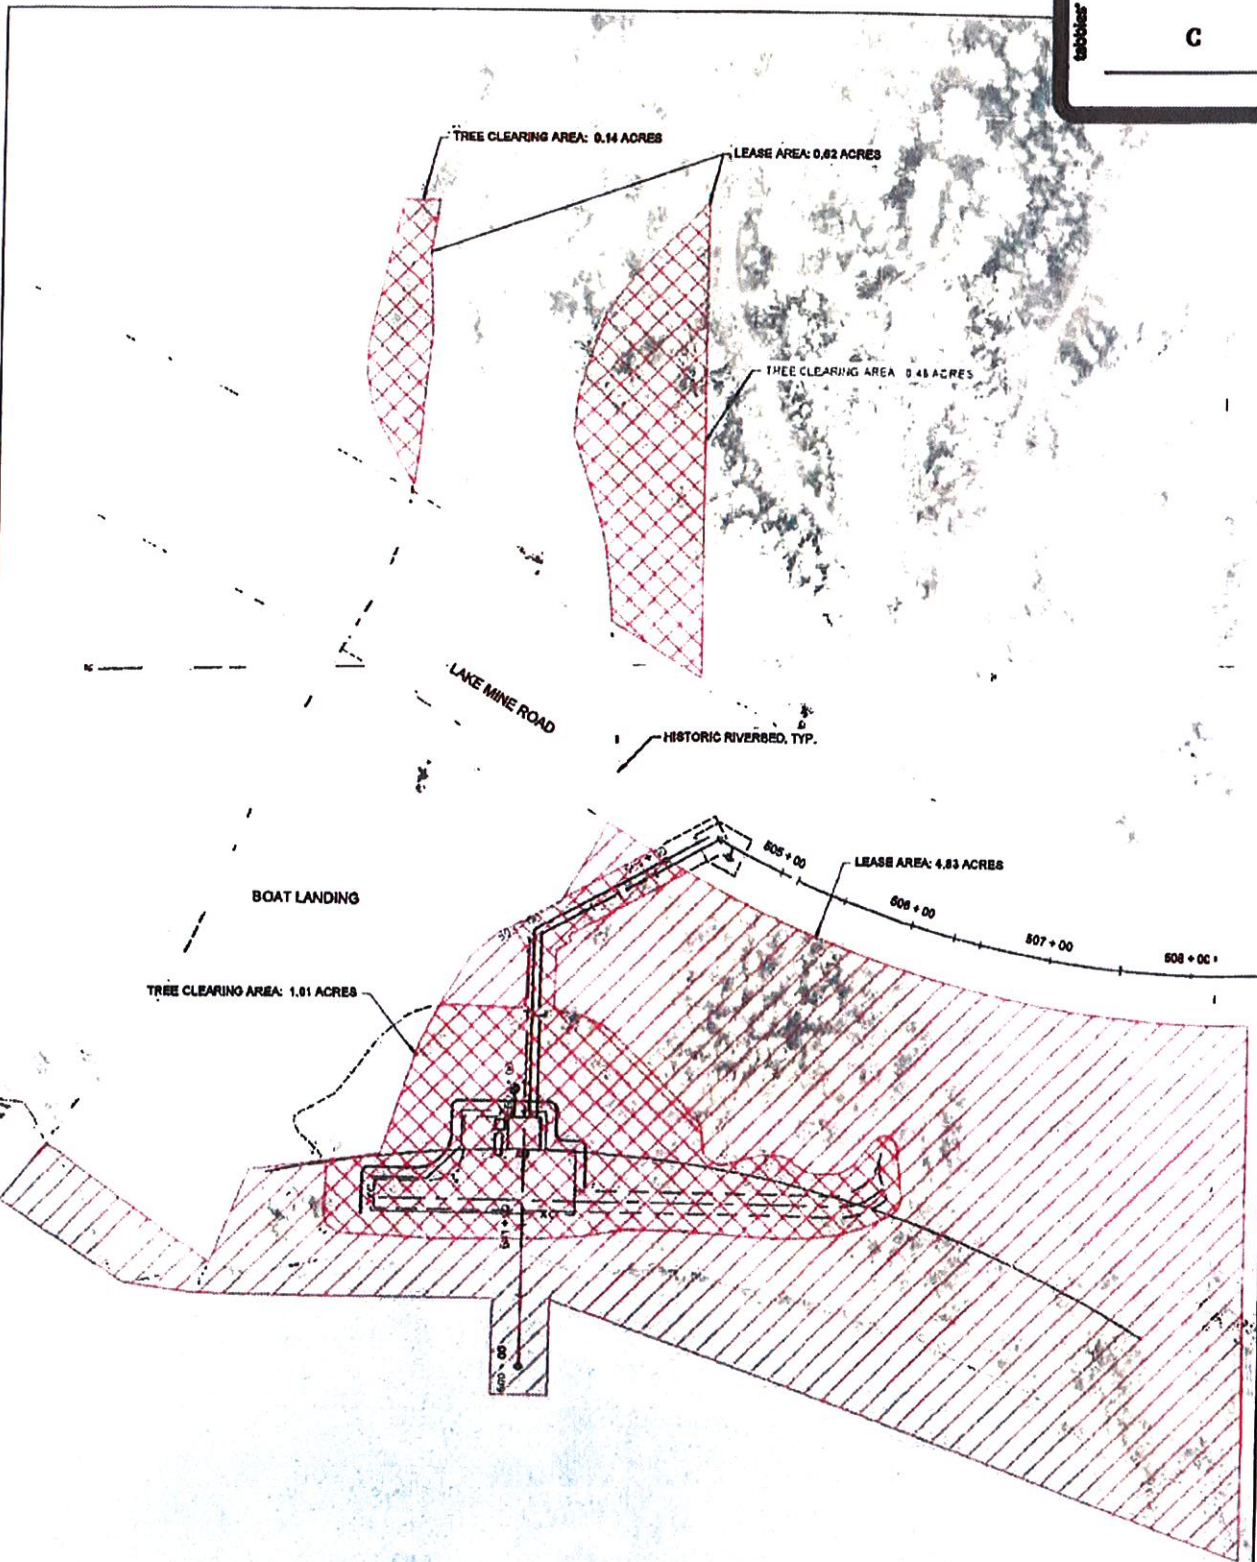 tabbies
C
TREE CLEARING AREA: 0.14 ACRES
LEASE AREA: 0.62 ACRES
TREE CLEARING AREA 0.48 ACRES
LAKE MINE ROAD
HISTORIC RIVERBED, TYP.
505 + 00
LEASE AREA: 4.83 ACRES
506 + 00
507 + 00
508 + 00
BOAT LANDING
TREE CLEARING AREA: 1.01 ACRES